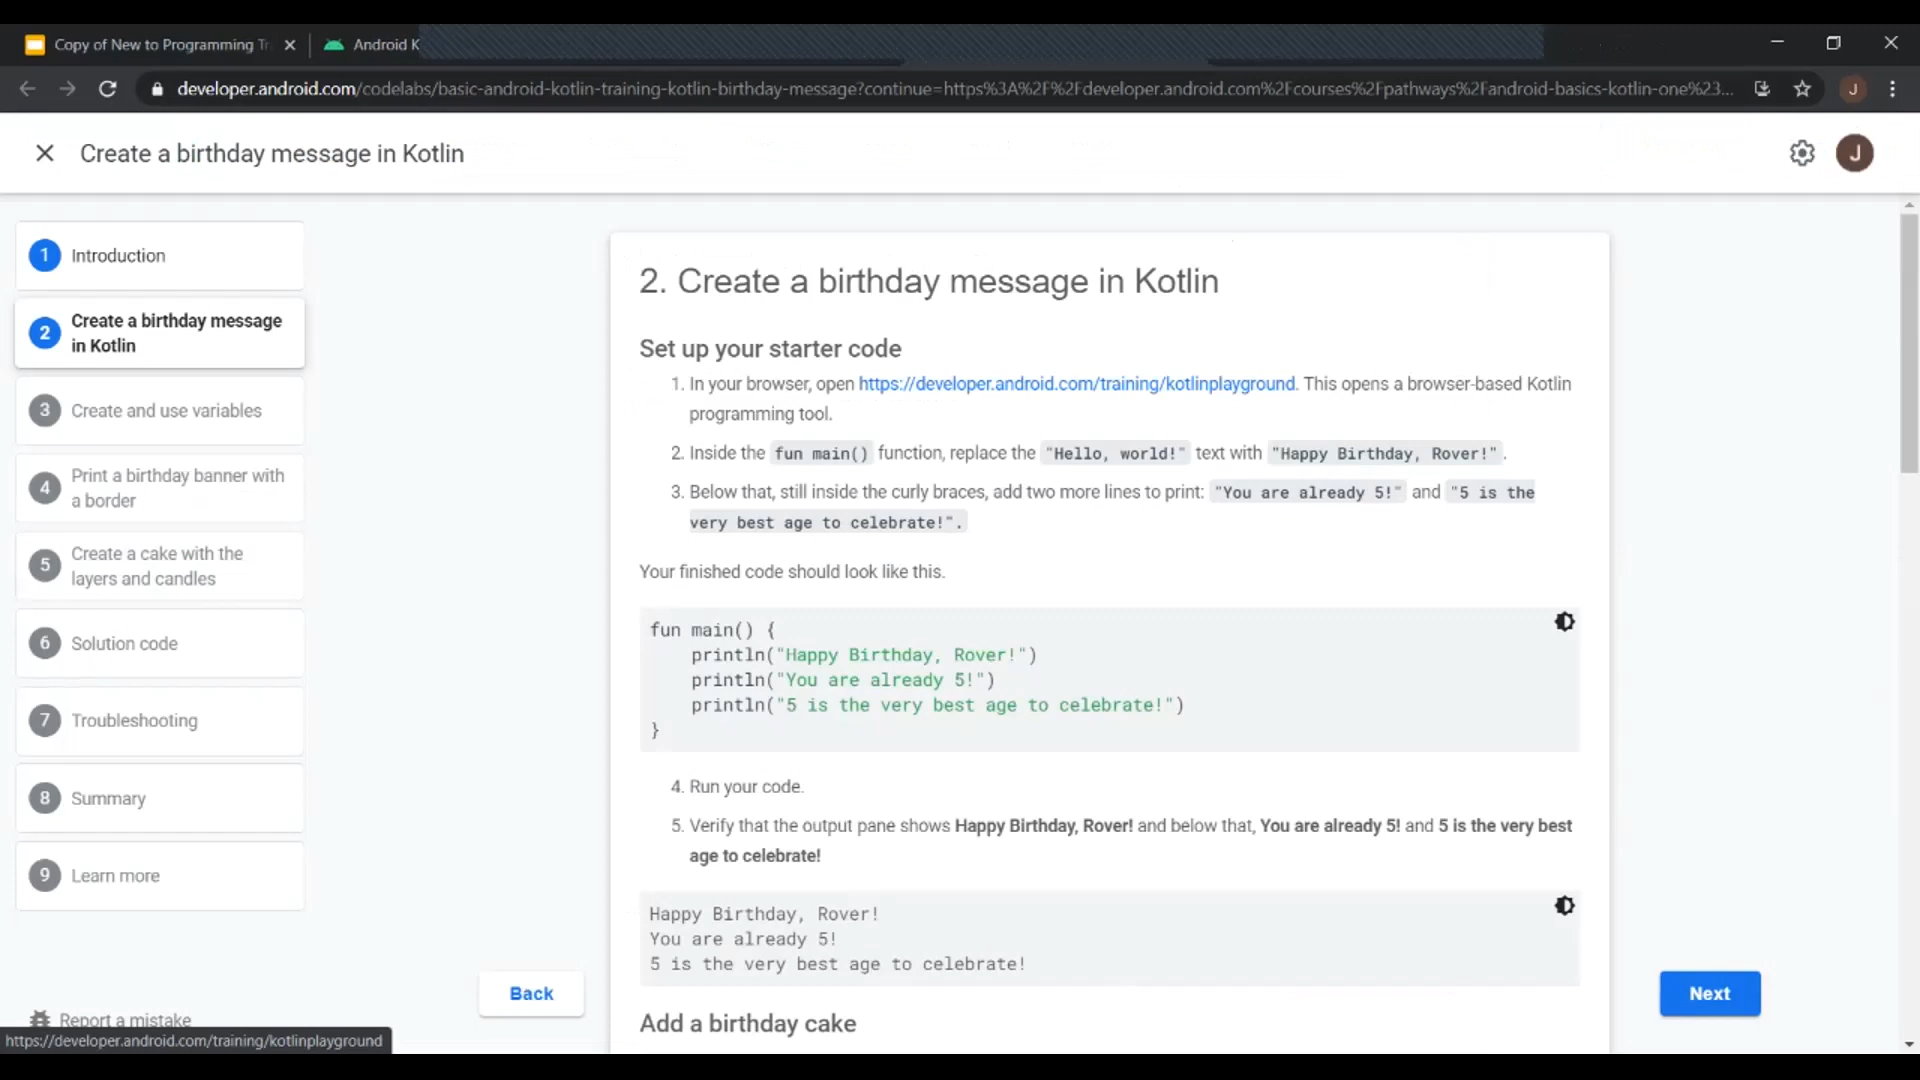 Copy of New to Programming Tr
Android K
developer.android.com/codelabs/basic-android-kotlin-training-kotlin-birthday-message?continue=https%3A%2F%2Fdeveloper.android.com%2Fcourses%2Fpathways%2Fandroid-basics-kotlin-one%23...
J
Create a birthday message in Kotlin
J
1 Introduction
2 Create a birthday message
in Kotlin
3 Create and use variables
4 Print a birthday banner with
a border
5 Create a cake with the
layers and candles
6 Solution code
7 Troubleshooting
8 Summary
9 Learn more
Report a mistake
https://developer.android.com/training/kotlinplayground
2. Create a birthday message in Kotlin
Set up your starter code
1. In your browser, open https://developer.android.com/training/kotlinplayground. This opens a browser-based Kotlin
programming tool.
2. Inside the fun main() function, replace the "Hello, world!" text with "Happy Birthday, Rover!".
3. Below that, still inside the curly braces, add two more lines to print: "You are already 5!" and "5 is the
very best age to celebrate!".
Your finished code should look like this.
fun main() {
    println("Happy Birthday, Rover!")
    println("You are already 5!")
    println("5 is the very best age to celebrate!")
}
4. Run your code.
5. Verify that the output pane shows Happy Birthday, Rover! and below that, You are already 5! and 5 is the very best
age to celebrate!
Happy Birthday, Rover!
You are already 5!
5 is the very best age to celebrate!
Add a birthday cake
Back
Next